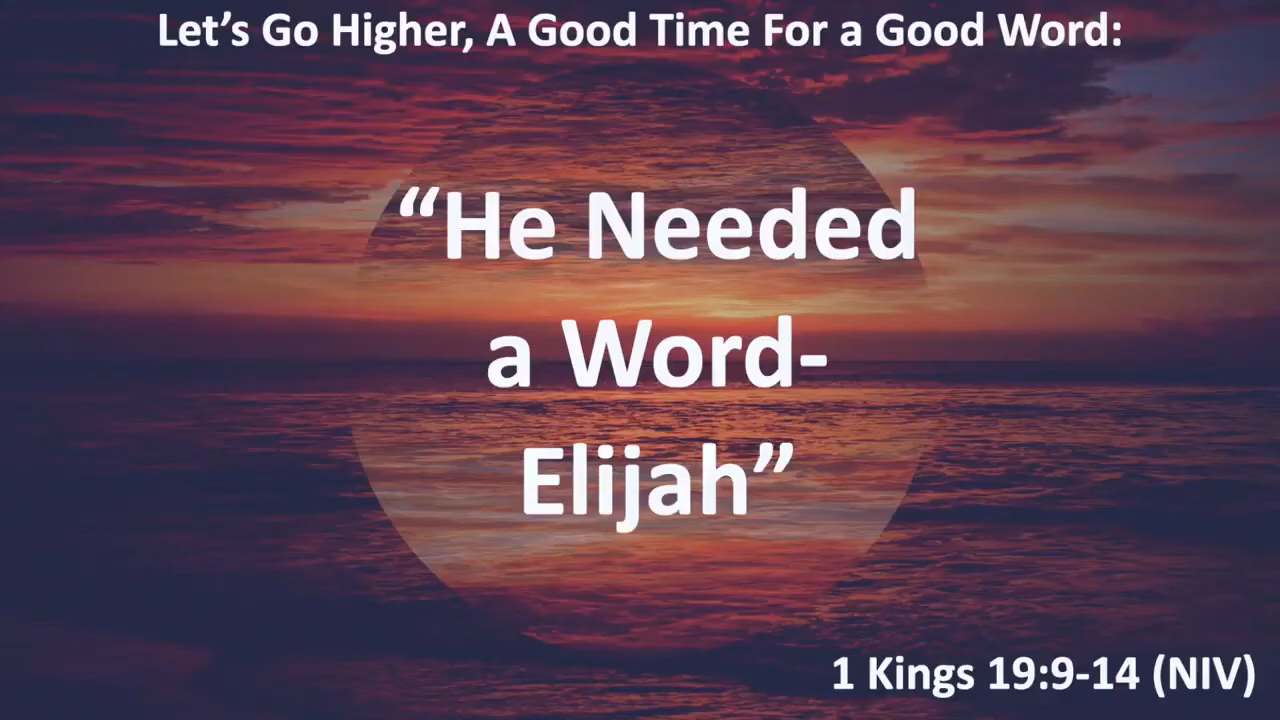 Let’s Go Higher, A Good Time For a Good Word:
“He Needed
a Word-
Elijah”
1 Kings 19:9-14 (NIV)